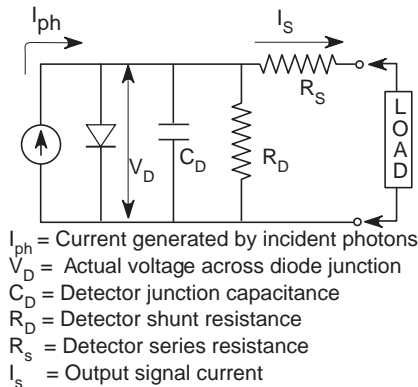 Iph
IS
RS
VD
CD
RD
LOAD
Iph = Current generated by incident photons
VD = Actual voltage across diode junction
CD = Detector junction capacitance
RD = Detector shunt resistance
Rs = Detector series resistance
Is = Output signal current